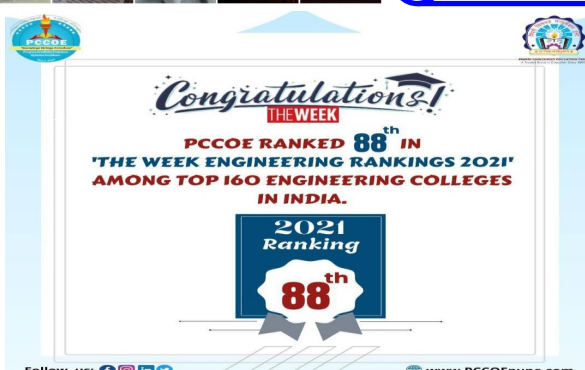 PCCOE
Congratulations!
THE WEEK
PCCOE RANKED 88th IN
'THE WEEK ENGINEERING RANKINGS 2021'
AMONG TOP 160 ENGINEERING COLLEGES
IN INDIA.
2021
Ranking
88th
Follow us:
www.PCCOEpune.com